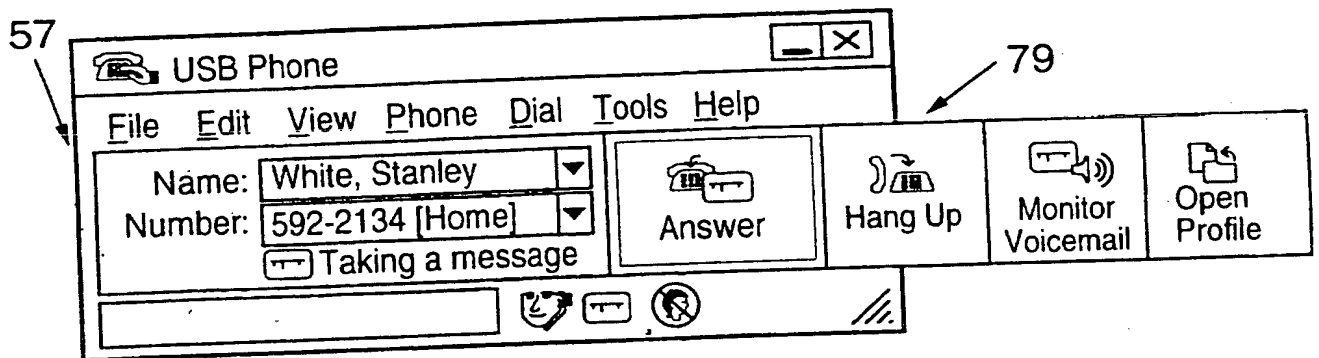 57
USB Phone
79
File Edit View Phone Dial Tools Help
Name: White, Stanley
Number: 592-2134 [Home]
Taking a message
Answer
Hang Up
Monitor
Voicemail
Open
Profile